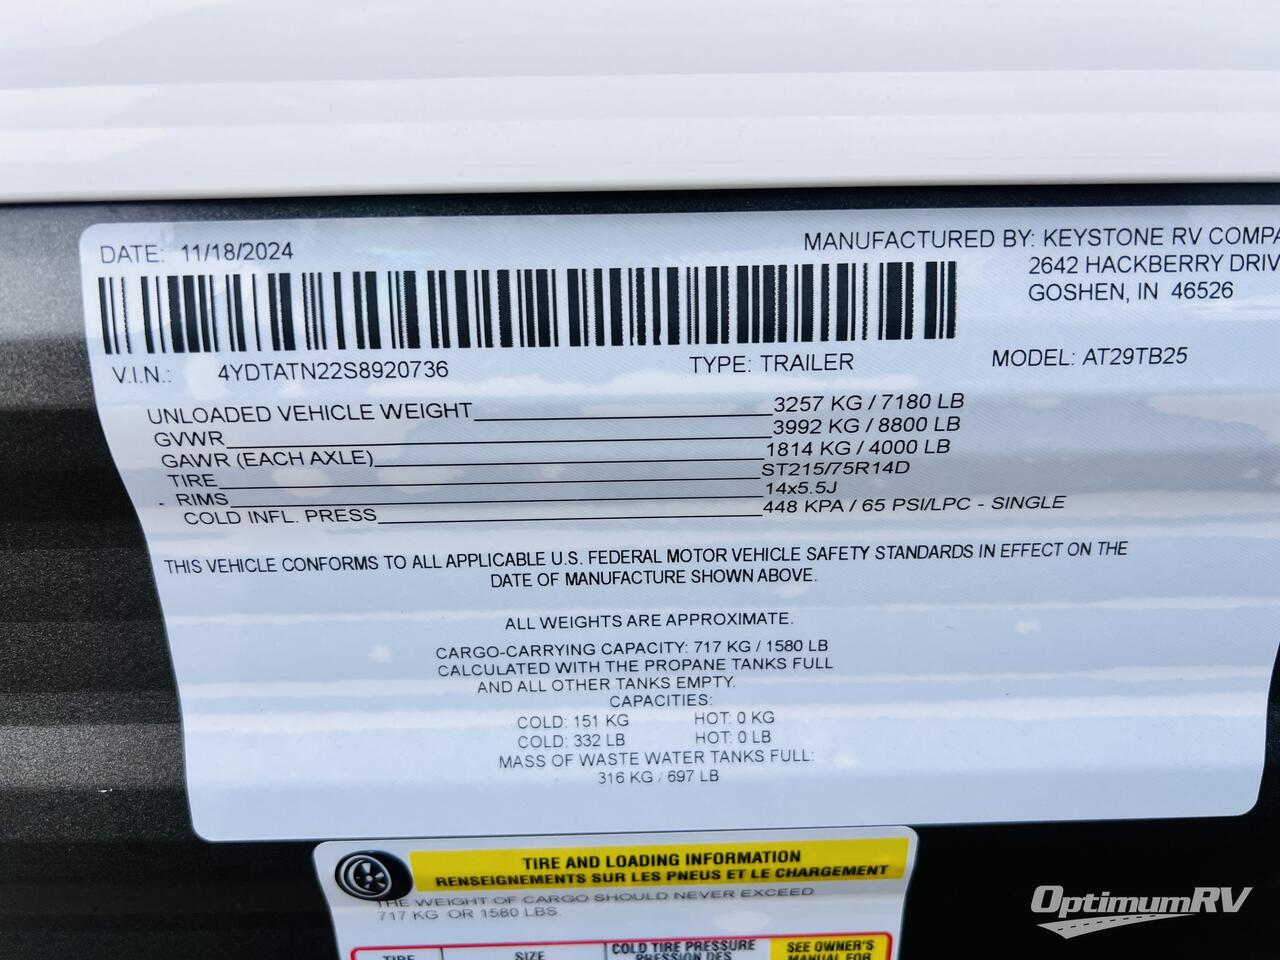 DATE: 11/18/2024
MANUFACTURED BY: KEYSTONE RV COMPA
2642 HACKBERRY DRIV
GOSHEN, IN 46526
V.I.N.: 4YDTATN22S8920736 TYPE: TRAILER MODEL: AT29TB25
UNLOADED VEHICLE WEIGHT 3257 KG / 7180 LB
GVWR 3992 KG / 8800 LB
GAWR (EACH AXLE) 1814 KG / 4000 LB
TIRE ST215/75R14D
RIMS 14x5.5J
COLD INFL. PRESS 448 KPA / 65 PSI/LPC - SINGLE
THIS VEHICLE CONFORMS TO ALL APPLICABLE U.S. FEDERAL MOTOR VEHICLE SAFETY STANDARDS IN EFFECT ON THE
DATE OF MANUFACTURE SHOWN ABOVE.
ALL WEIGHTS ARE APPROXIMATE.
CARGO-CARRYING CAPACITY: 717 KG / 1580 LB
CALCULATED WITH THE PROPANE TANKS FULL
AND ALL OTHER TANKS EMPTY.
CAPACITIES:
COLD: 151 KG HOT: 0 KG
COLD: 332 LB HOT: 0 LB
MASS OF WASTE WATER TANKS FULL:
316 KG / 697 LB
TIRE AND LOADING INFORMATION
RENSEIGNEMENTS SUR LES PNEUS ET LE CHARGEMENT
THE WEIGHT OF CARGO SHOULD NEVER EXCEED
717 KG OR 1580 LBS.
TIRE SIZE COLD TIRE PRESSURE SEE OWNER'S
PRESSION DES MANUAL FOR
OptimumRV